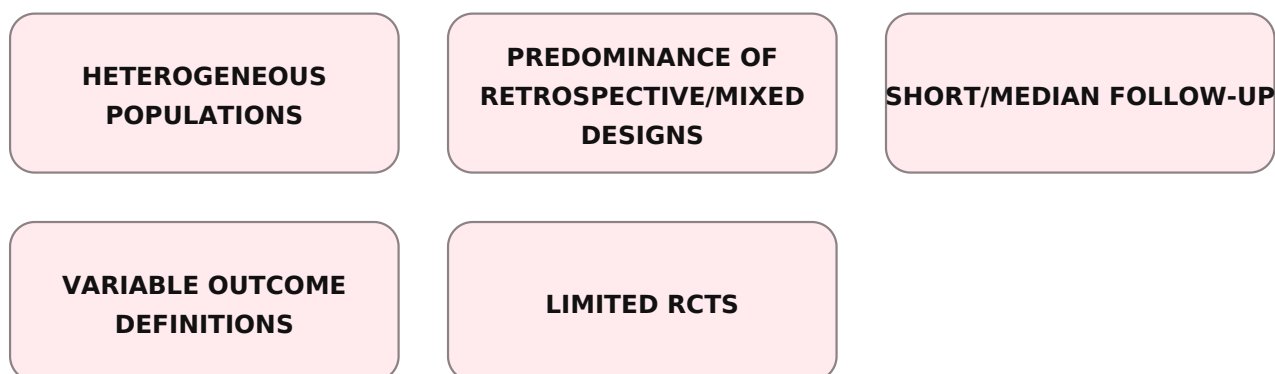 HETEROGENEOUS
POPULATIONS
PREDOMINANCE OF
RETROSPECTIVE/MIXED
DESIGNS
SHORT/MEDIAN FOLLOW-UP
VARIABLE OUTCOME
DEFINITIONS
LIMITED RCTS